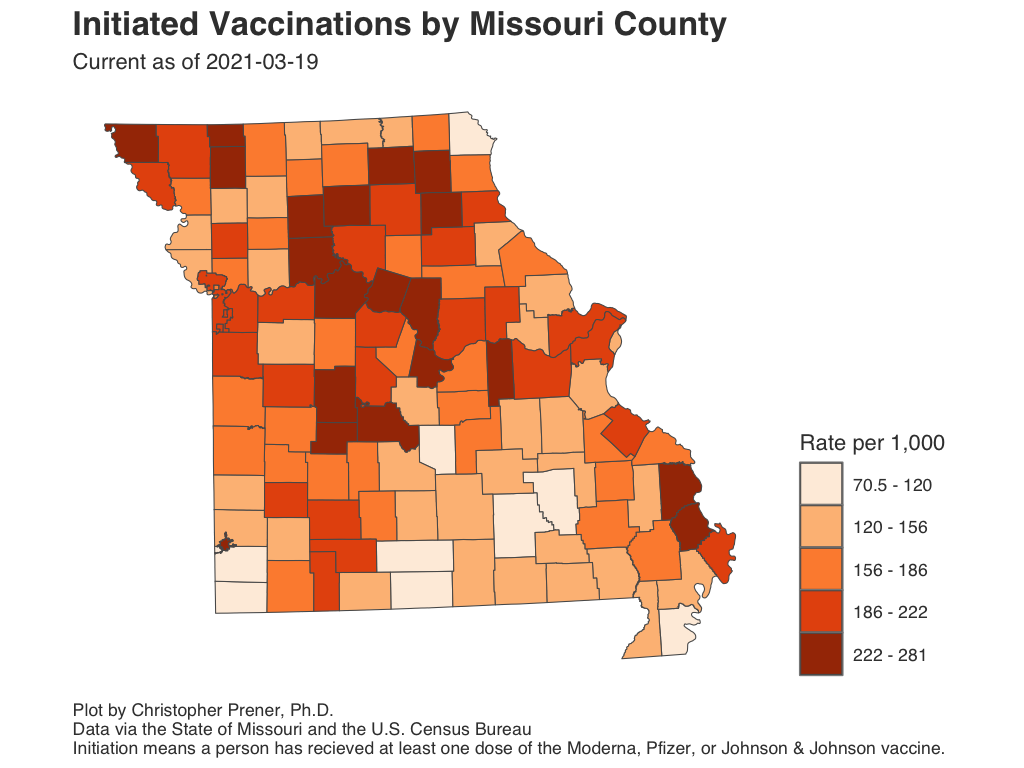 Initiated Vaccinations by Missouri County
Current as of 2021-03-19
Rate per 1,000
70.5 - 120
120 - 156
156 - 186
186 - 222
222 - 281
Plot by Christopher Prener, Ph.D.
Data via the State of Missouri and the U.S. Census Bureau
Initiation means a person has recieved at least one dose of the Moderna, Pfizer, or Johnson & Johnson vaccine.